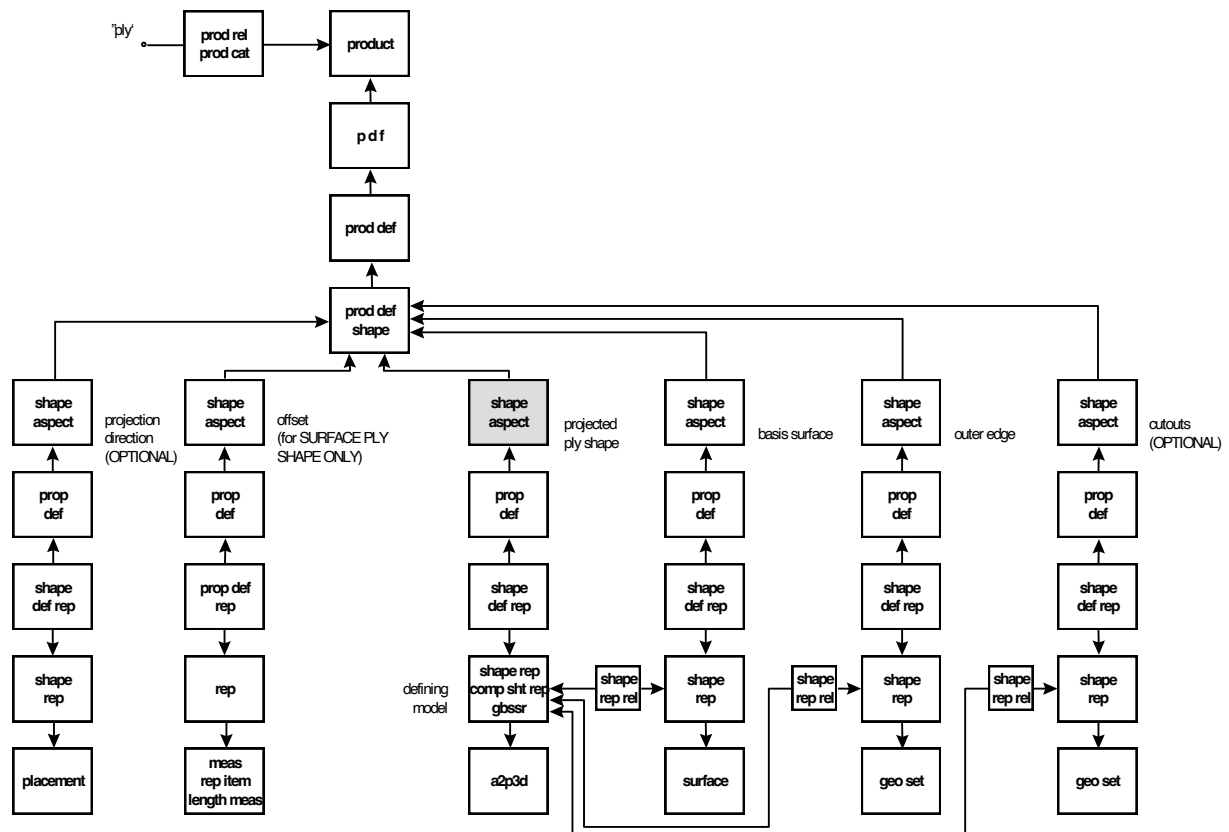 "ply'
prod rel
prod cat
product
p d f
prod def
prod def
shape
shape
aspect
projection
direction
(OPTIONAL)
shape
aspect
offset
(for SURFACE PLY
SHAPE ONLY)
shape
aspect
projected
ply shape
shape
aspect
basis surface
shape
aspect
outer edge
shape
aspect
cutouts
(OPTIONAL)
prop
def
prop
def
prop
def
prop
def
prop
def
prop
def
shape
def rep
prop def
rep
shape
def rep
shape
def rep
shape
def rep
shape
def rep
shape
rep
rep
defining
model
shape rep
comp sht rep
gbssr
shape
rep rel
shape
rep
shape
rep rel
shape
rep
shape
rep rel
shape
rep
placement
meas
rep item
length meas
a2p3d
surface
geo set
geo set